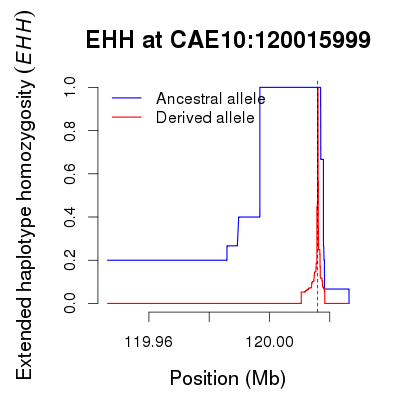 EHH at CAE10:120015999
Extended haplotype homozygosity (EHH)
1.0
0.8
0.6
0.4
0.2
0.0
Ancestral allele
Derived allele
119.96
120.00
Position (Mb)